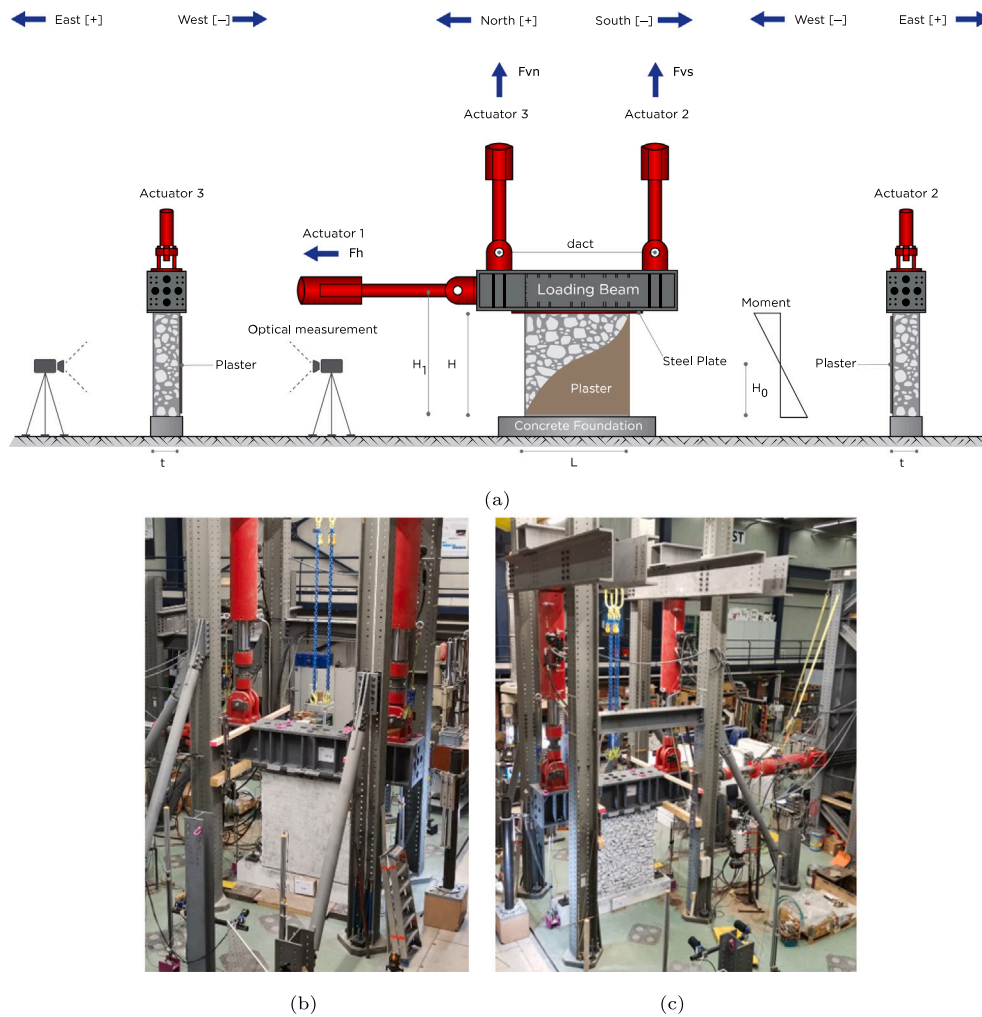 East [+] West [−] North [+] South [−] West [−] East [+]
Fvn Fvs
Actuator 3 Actuator 2
Actuator 3 Actuator 2
Actuator 1
Fh
dact
Loading Beam
Moment
Optical measurement
Plaster
H1 H
Steel Plate
Plaster
H0
Plaster
Concrete Foundation
t L t
(a)
ST
(b) (c)